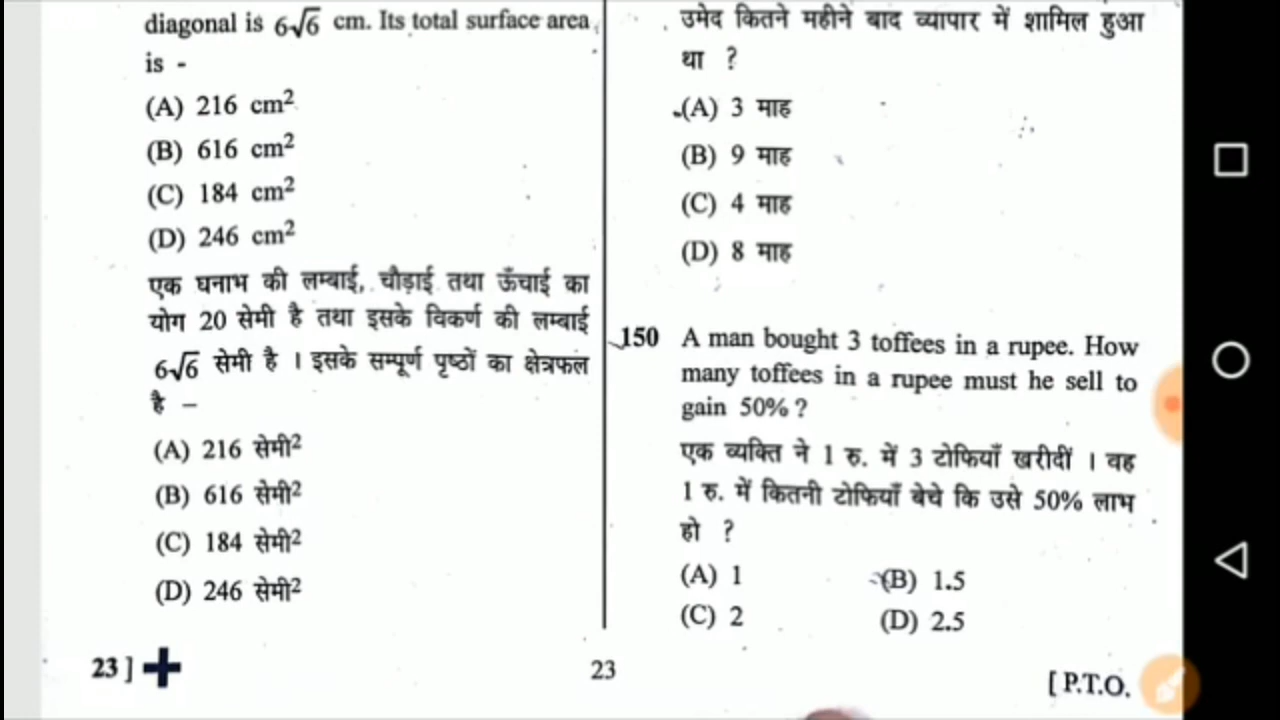 diagonal is 6√6 cm. Its total surface area
is -
(A) 216 cm²
(B) 616 cm²
(C) 184 cm²
(D) 246 cm²
एक घनाभ की लम्बाई, चौड़ाई तथा ऊँचाई का
योग 20 सेमी है तथा इसके विकर्ण की लम्बाई
6√6 सेमी है । इसके सम्पूर्ण पृष्ठों का क्षेत्रफल
है –
(A) 216 सेमी²
(B) 616 सेमी²
(C) 184 सेमी²
(D) 246 सेमी²
23 ]
उमेद कितने महीने बाद व्यापार में शामिल हुआ
था ?
(A) 3 माह
(B) 9 माह
(C) 4 माह
(D) 8 माह
150 A man bought 3 toffees in a rupee. How
many toffees in a rupee must he sell to
gain 50% ?
एक व्यक्ति ने 1 रु. में 3 टोफियाँ खरीदीं । वह
1 रु. में कितनी टोफियाँ बेचे कि उसे 50% लाभ
हो ?
(A) 1 (B) 1.5
(C) 2 (D) 2.5
23
[ P.T.O.